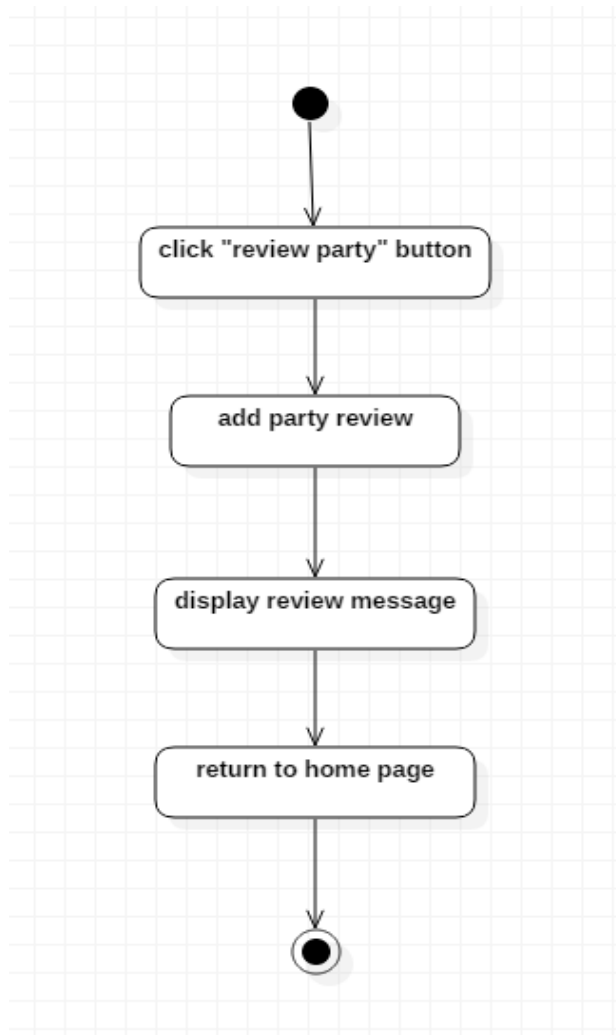 click "review party" button
add party review
display review message
return to home page